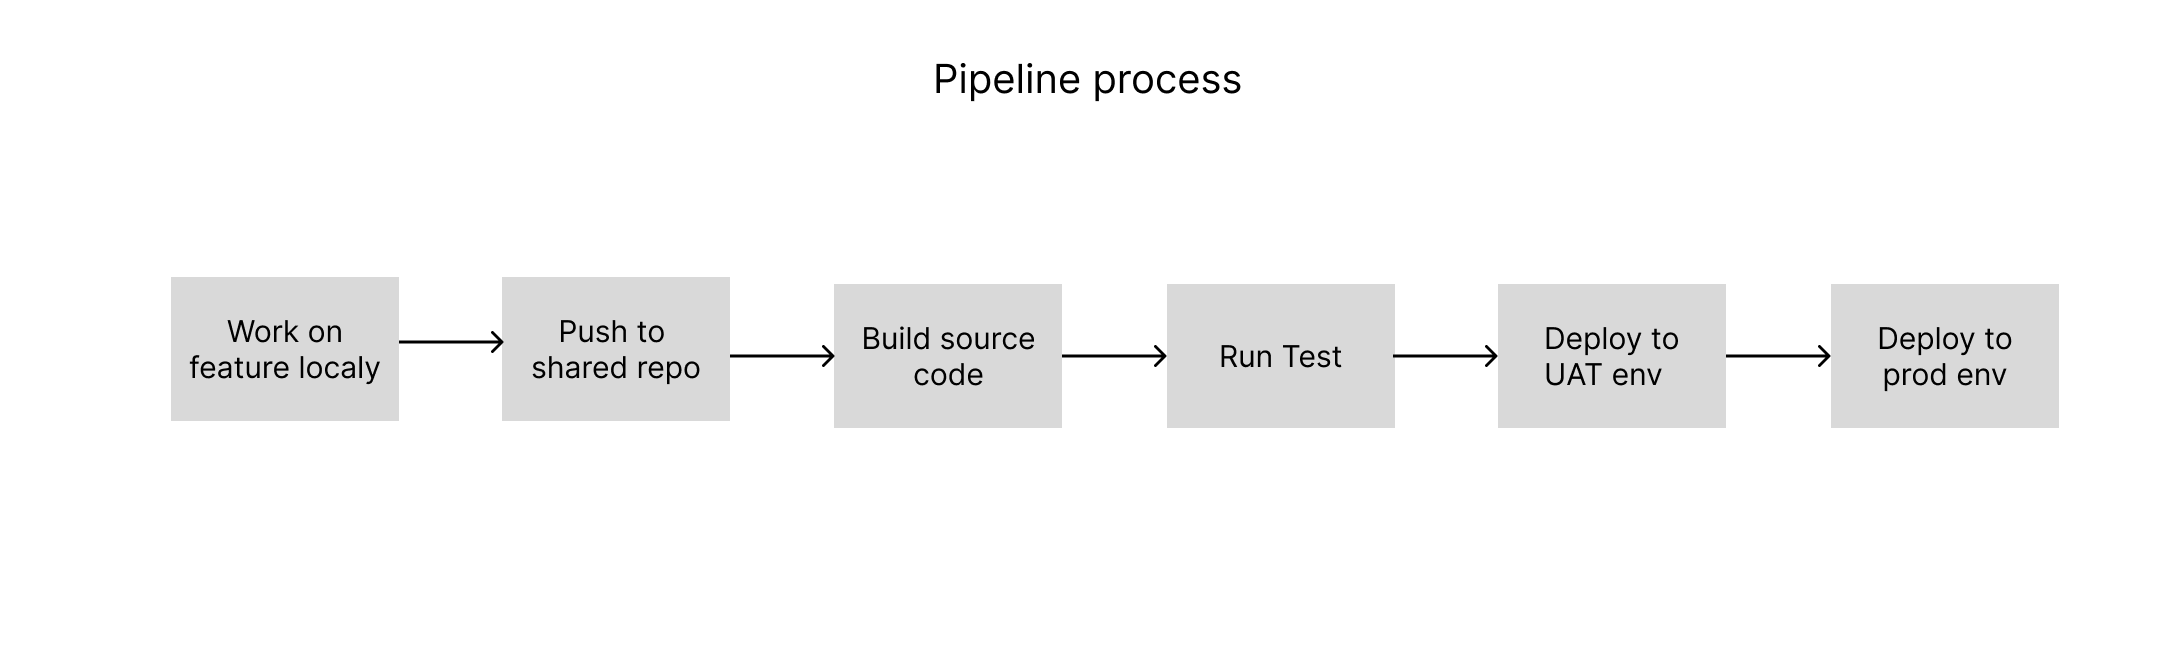 Pipeline process
Work on
feature localy
Push to
shared repo
Build source
code
Run Test
Deploy to
UAT env
Deploy to
prod env